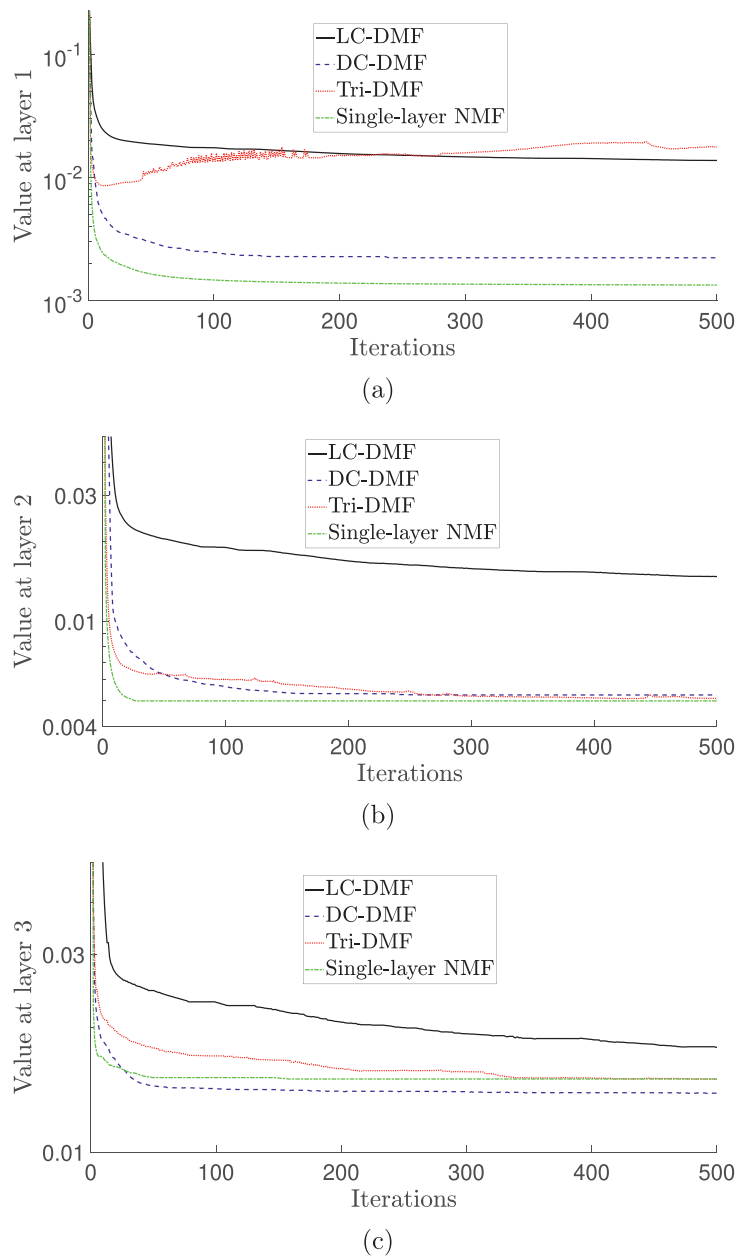 Value at layer 1
10^-1
10^-2
10^-3
LC-DMF
DC-DMF
Tri-DMF
Single-layer NMF
0 100 200 300 400 500
Iterations
(a)
Value at layer 2
0.03
0.01
0.004
LC-DMF
DC-DMF
Tri-DMF
Single-layer NMF
0 100 200 300 400 500
Iterations
(b)
Value at layer 3
0.03
0.01
LC-DMF
DC-DMF
Tri-DMF
Single-layer NMF
0 100 200 300 400 500
Iterations
(c)